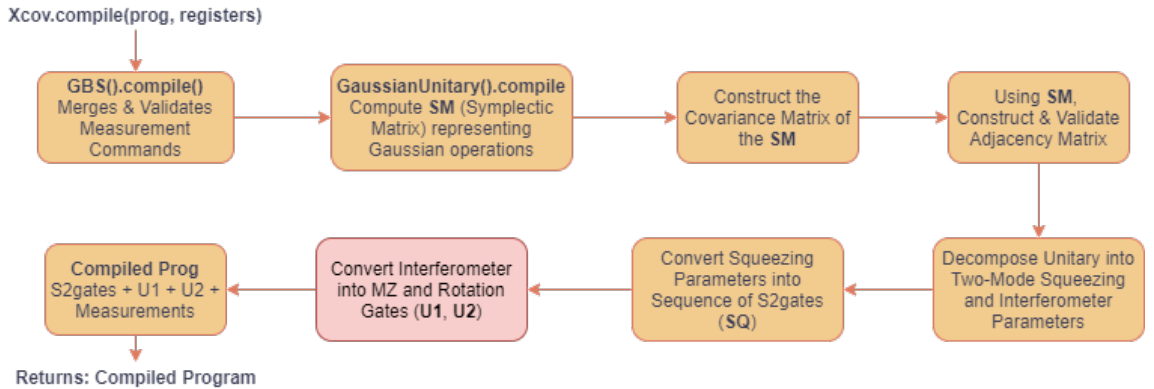 Xcov.compile(prog, registers)
GBS().compile()
Merges & Validates
Measurement
Commands
GaussianUnitary().compile
Compute SM (Symplectic
Matrix) representing
Gaussian operations
Construct the
Covariance Matrix of
the SM
Using SM,
Construct & Validate
Adjacency Matrix
Decompose Unitary into
Two-Mode Squeezing
and Interferometer
Parameters
Convert Squeezing
Parameters into
Sequence of S2gates
(SQ)
Convert Interferometer
into MZ and Rotation
Gates (U1, U2)
Compiled Prog
S2gates + U1 + U2 +
Measurements
Returns: Compiled Program